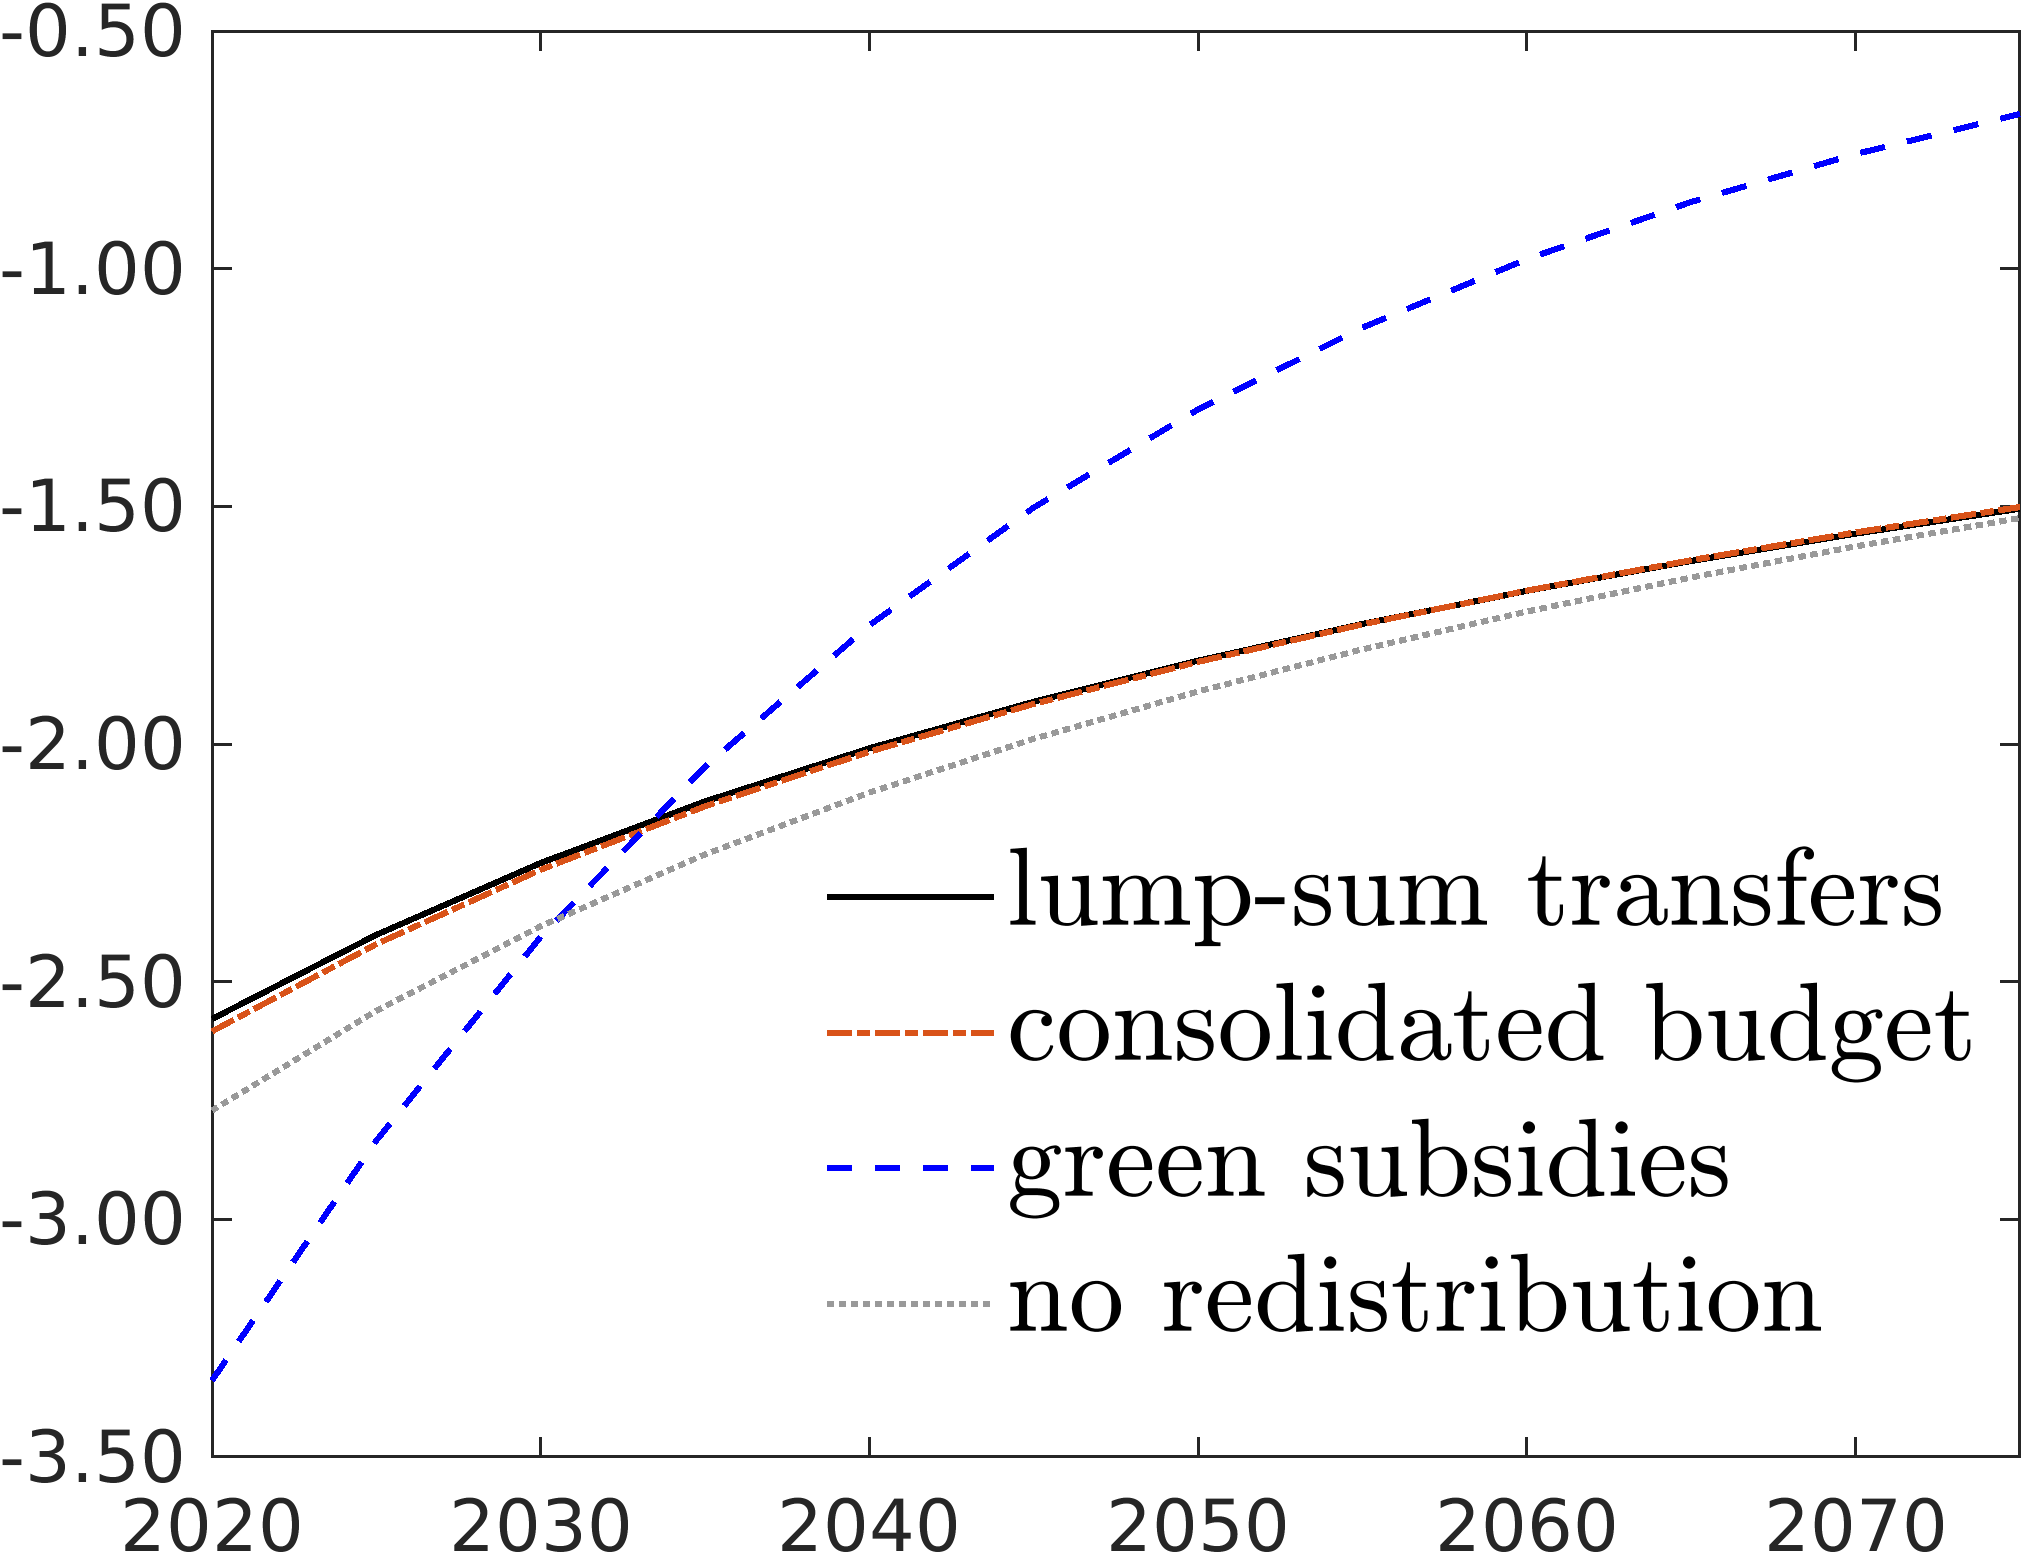 -0.50
-1.00
-1.50
-2.00
-2.50
-3.00
-3.50
lump-sum transfers
consolidated budget
green subsidies
no redistribution
2020 2030 2040 2050 2060 2070